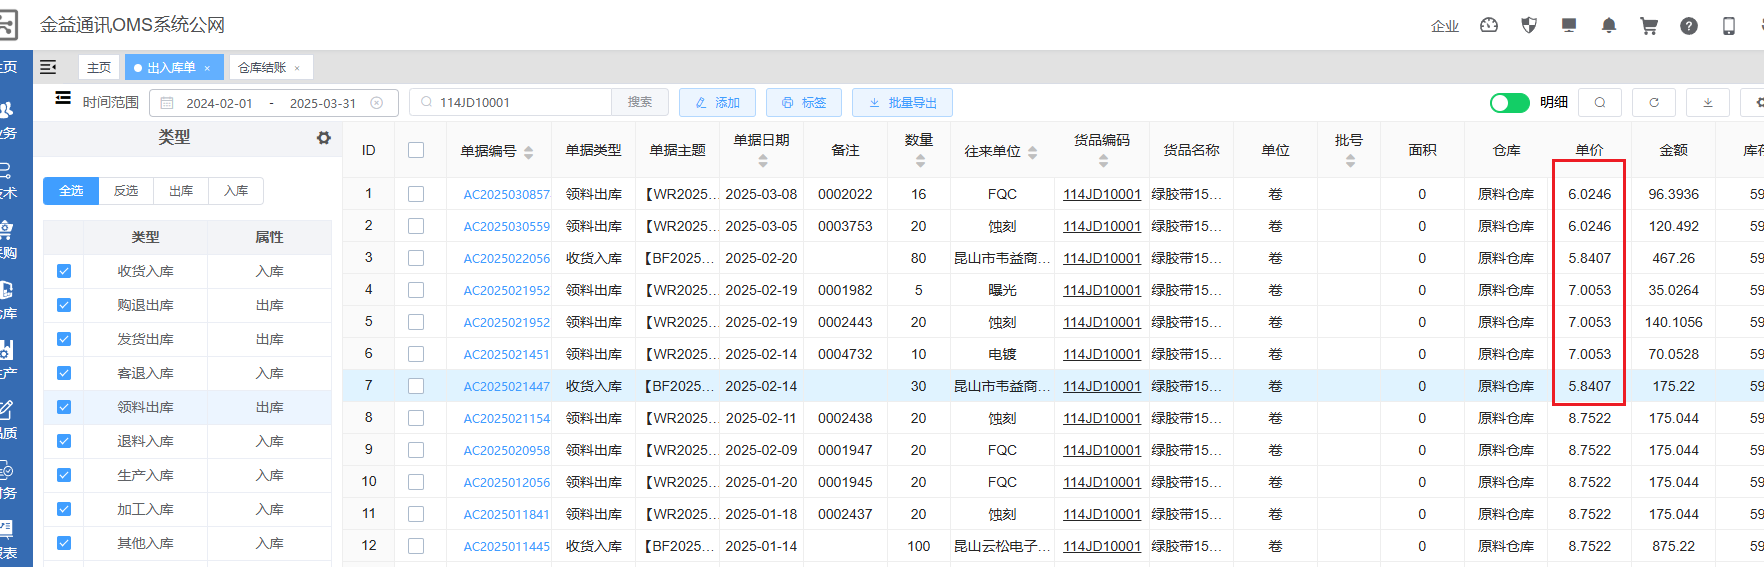 金益通讯OMS系统公网
企业
主页
主页
出入库单 ×
仓库结账 ×
时间范围 2024-02-01 - 2025-03-31
114JD10001 搜索
添加
标签
批量导出
明细
类型
全选 反选 出库 入库
类型 属性
收货入库 入库
购退出库 出库
发货出库 出库
客退入库 入库
领料出库 出库
退料入库 入库
生产入库 入库
加工入库 入库
其他入库 入库
ID 单据编号 单据类型 单据主题 单据日期 备注 数量 往来单位 货品编码 货品名称 单位 批号 面积 仓库 单价 金额 库存
1 AC2025030857 领料出库 【WR2025... 2025-03-08 0002022 16 FQC 114JD10001 绿胶带15... 卷 0 原料仓库 6.0246 96.3936 59
2 AC2025030559 领料出库 【WR2025... 2025-03-05 0003753 20 蚀刻 114JD10001 绿胶带15... 卷 0 原料仓库 6.0246 120.492 59
3 AC2025022056 收货入库 【BF2025... 2025-02-20 80 昆山市韦益商... 114JD10001 绿胶带15... 卷 0 原料仓库 5.8407 467.26 59
4 AC2025021952 领料出库 【WR2025... 2025-02-19 0001982 5 曝光 114JD10001 绿胶带15... 卷 0 原料仓库 7.0053 35.0264 59
5 AC2025021952 领料出库 【WR2025... 2025-02-19 0002443 20 蚀刻 114JD10001 绿胶带15... 卷 0 原料仓库 7.0053 140.1056 59
6 AC2025021451 领料出库 【WR2025... 2025-02-14 0004732 10 电镀 114JD10001 绿胶带15... 卷 0 原料仓库 7.0053 70.0528 59
7 AC2025021447 收货入库 【BF2025... 2025-02-14 30 昆山市韦益商... 114JD10001 绿胶带15... 卷 0 原料仓库 5.8407 175.22 59
8 AC2025021154 领料出库 【WR2025... 2025-02-11 0002438 20 蚀刻 114JD10001 绿胶带15... 卷 0 原料仓库 8.7522 175.044 59
9 AC2025020958 领料出库 【WR2025... 2025-02-09 0001947 20 FQC 114JD10001 绿胶带15... 卷 0 原料仓库 8.7522 175.044 59
10 AC2025012056 领料出库 【WR2025... 2025-01-20 0001945 20 FQC 114JD10001 绿胶带15... 卷 0 原料仓库 8.7522 175.044 59
11 AC2025011841 领料出库 【WR2025... 2025-01-18 0002437 20 蚀刻 114JD10001 绿胶带15... 卷 0 原料仓库 8.7522 175.044 59
12 AC2025011445 收货入库 【BF2025... 2025-01-14 100 昆山云松电子... 114JD10001 绿胶带15... 卷 0 原料仓库 8.7522 875.22 59